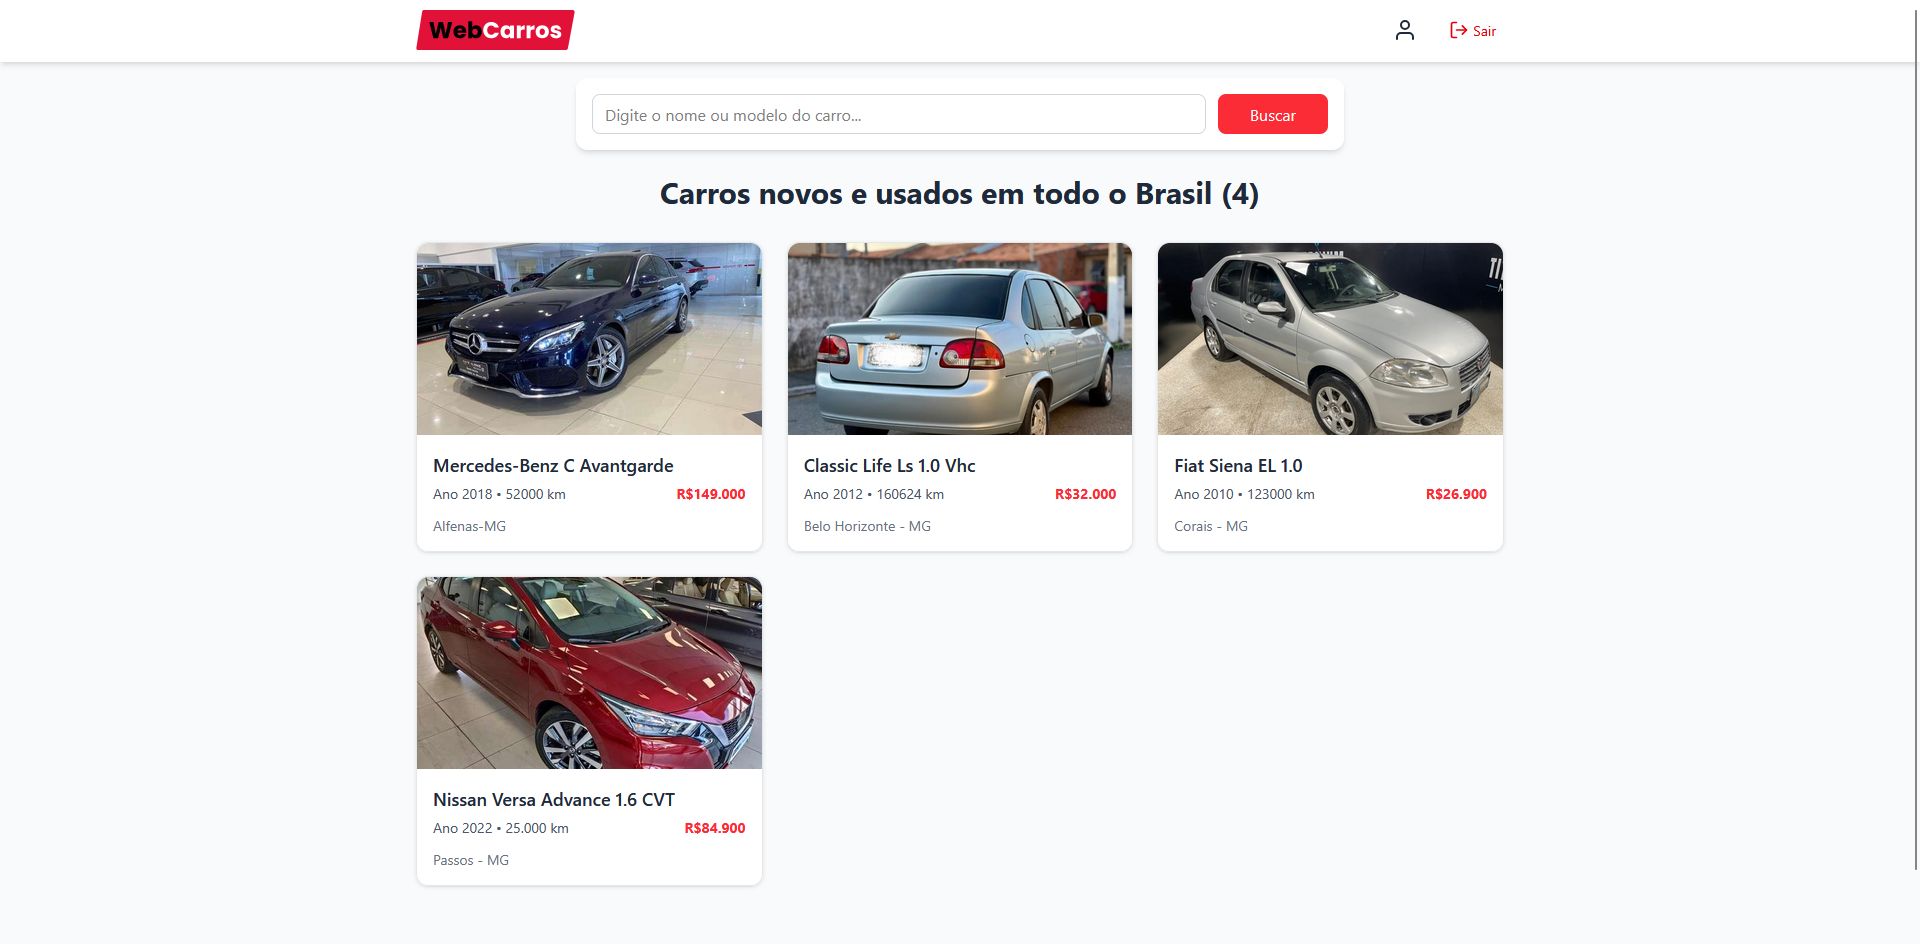 WebCarros
Sair
Digite o nome ou modelo do carro...
Buscar
Carros novos e usados em todo o Brasil (4)
Mercedes-Benz C Avantgarde
Ano 2018 • 52000 km
R$149.000
Alfenas-MG
Classic Life Ls 1.0 Vhc
Ano 2012 • 160624 km
R$32.000
Belo Horizonte - MG
Fiat Siena EL 1.0
Ano 2010 • 123000 km
R$26.900
Corais - MG
Nissan Versa Advance 1.6 CVT
Ano 2022 • 25.000 km
R$84.900
Passos - MG